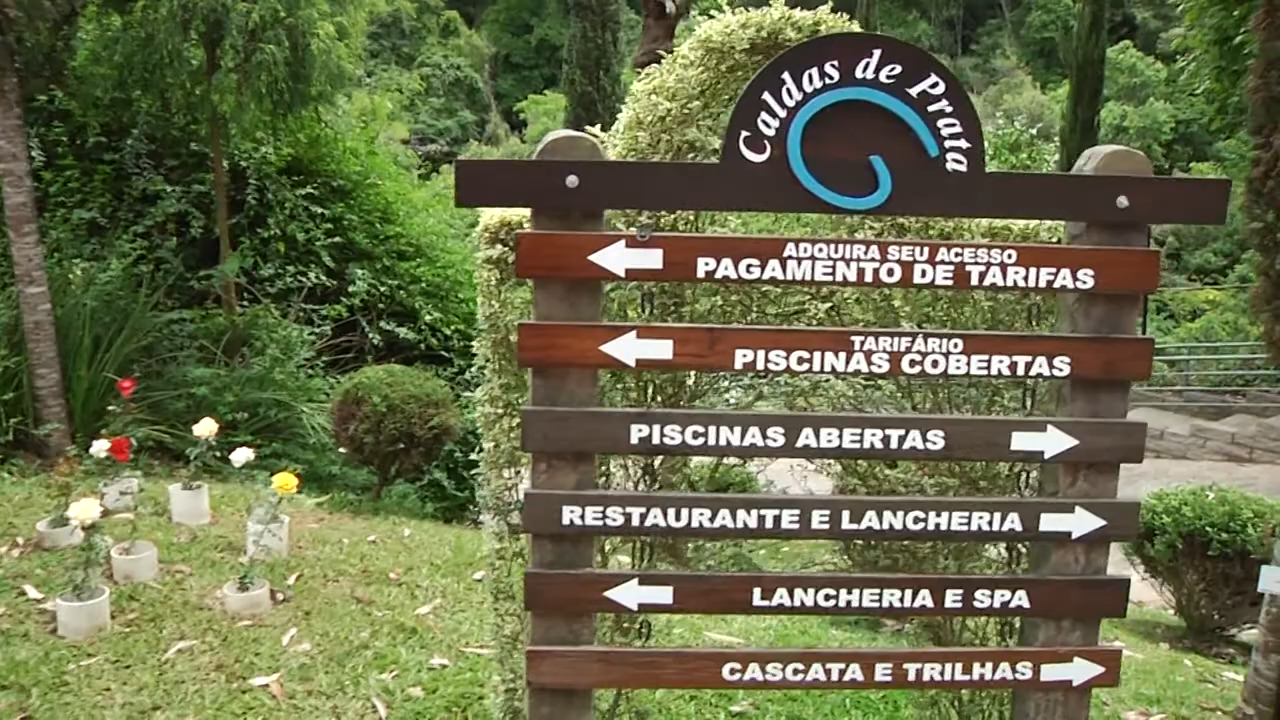 Caldas de Prata
ADQUIRA SEU ACESSO
PAGAMENTO DE TARIFAS
TARIFÁRIO
PISCINAS COBERTAS
PISCINAS ABERTAS
RESTAURANTE E LANCHERIA
LANCHERIA E SPA
CASCATA E TRILHAS